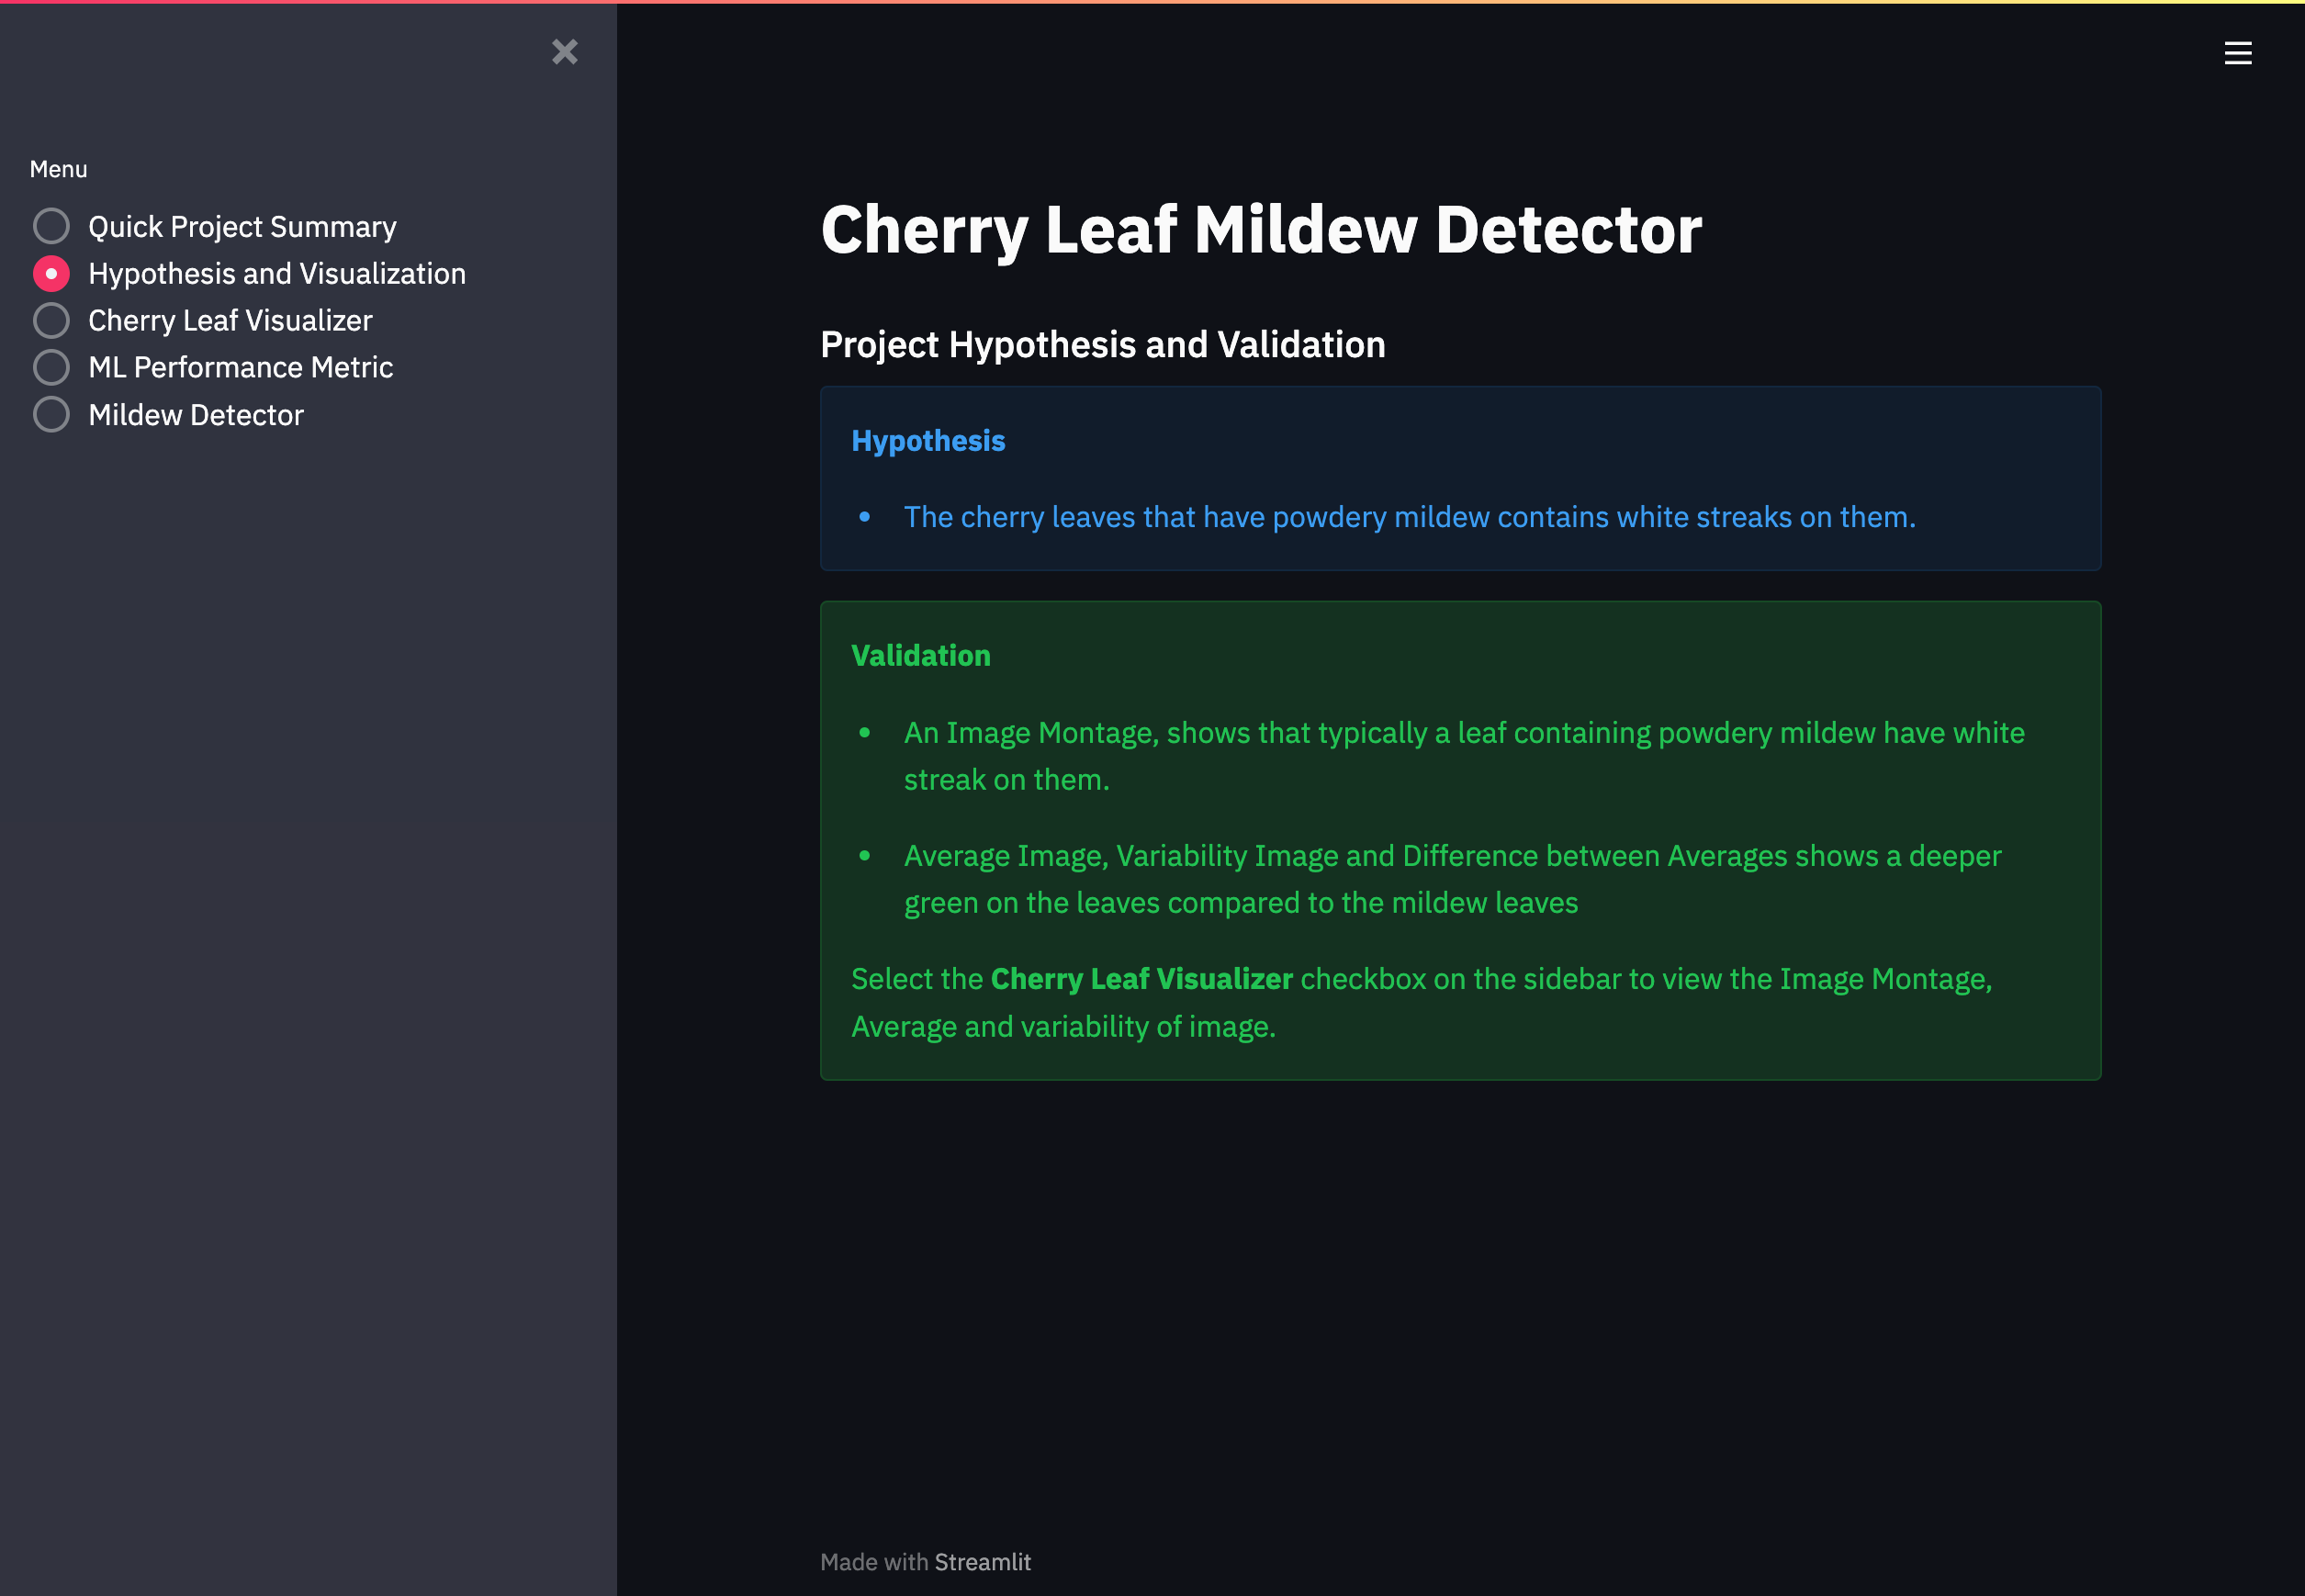 Menu
Quick Project Summary
Hypothesis and Visualization
Cherry Leaf Visualizer
ML Performance Metric
Mildew Detector
Cherry Leaf Mildew Detector
Project Hypothesis and Validation
Hypothesis
• The cherry leaves that have powdery mildew contains white streaks on them.
Validation
• An Image Montage, shows that typically a leaf containing powdery mildew have white
streak on them.
• Average Image, Variability Image and Difference between Averages shows a deeper
green on the leaves compared to the mildew leaves
Select the Cherry Leaf Visualizer checkbox on the sidebar to view the Image Montage,
Average and variability of image.
Made with Streamlit